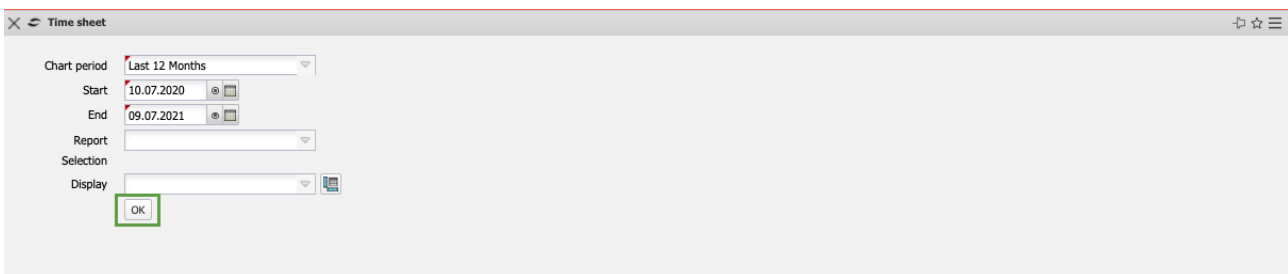 Time sheet
Chart period Last 12 Months
Start 10.07.2020
End 09.07.2021
Report
Selection
Display
OK